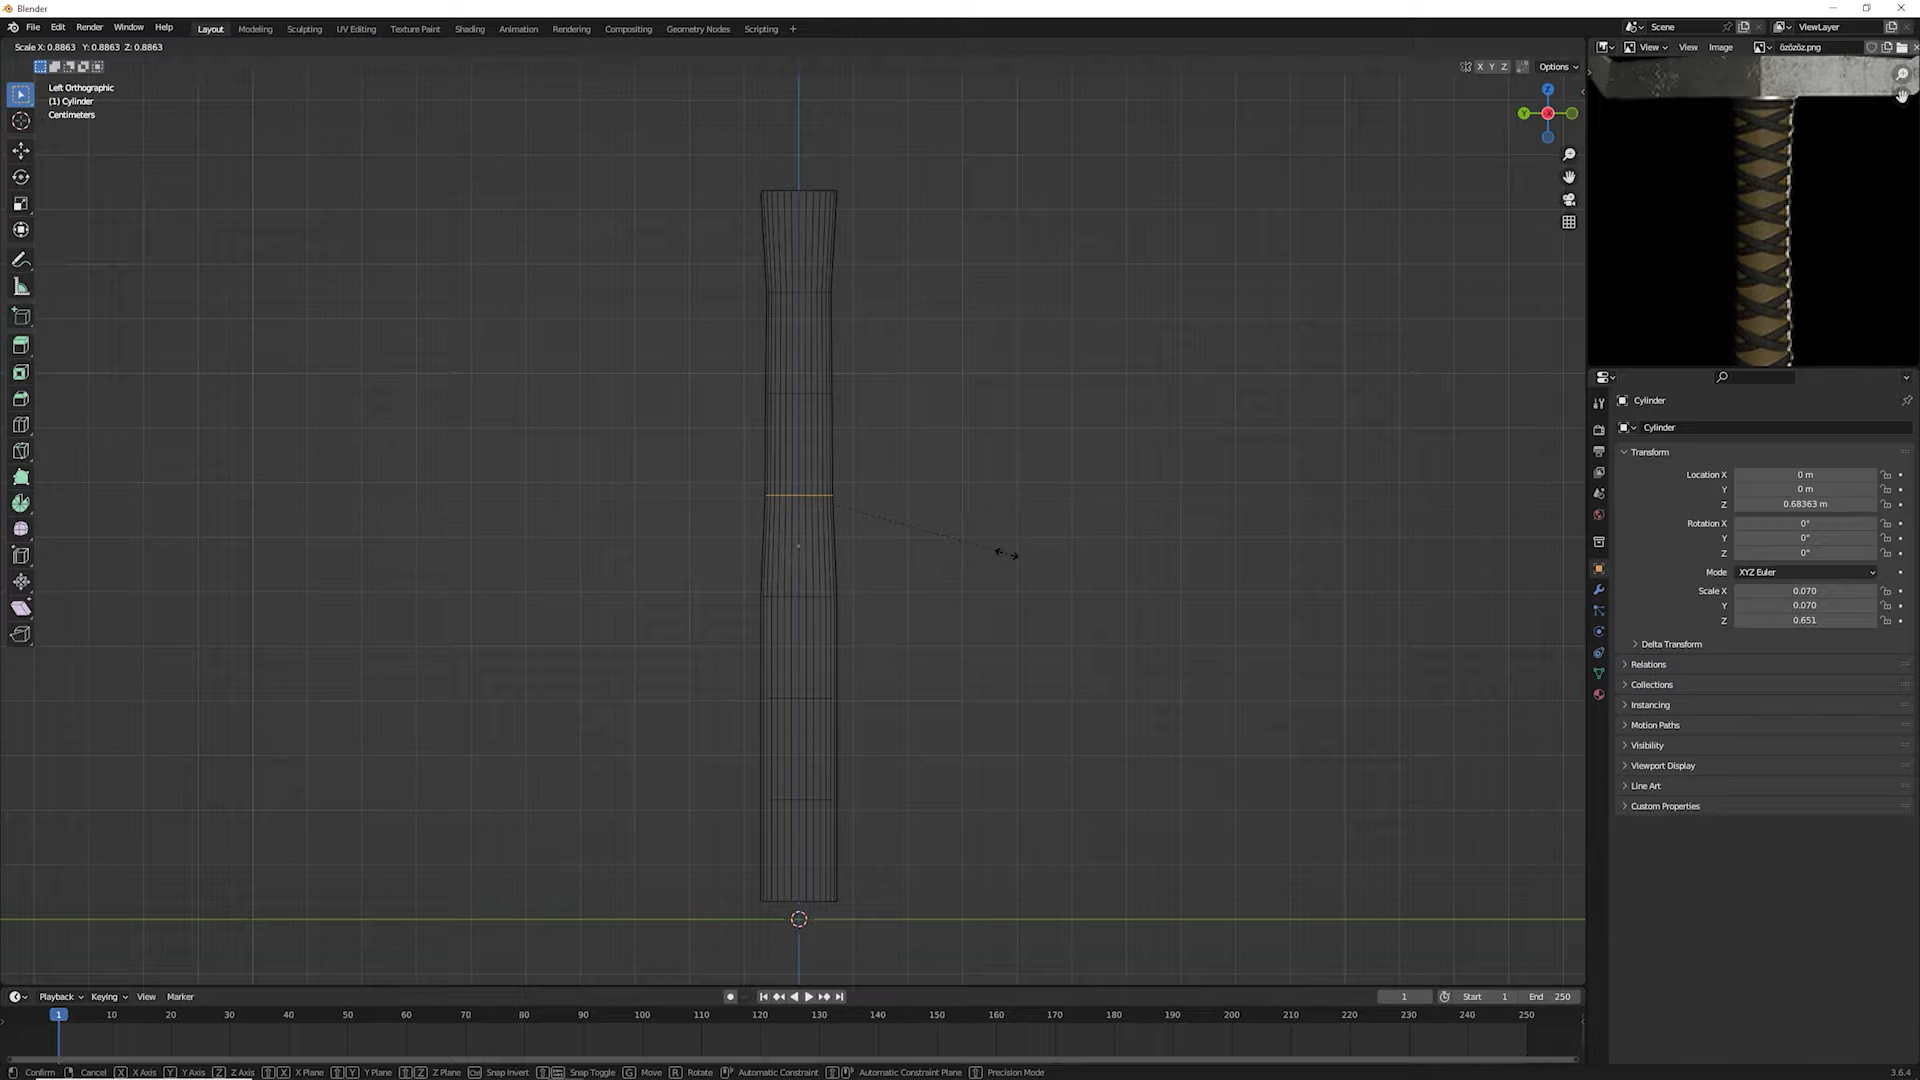 Blender
File Edit Render Window Help Layout Modeling Sculpting UV Editing Texture Paint Shading Animation Rendering Compositing Geometry Nodes Scripting + Scene ViewLayer
Scale X: 0.8863 Y: 0.8863 Z: 0.8863
View View Image özözöz.png
X Y Z Options
Left Orthographic
(1) Cylinder
Centimeters
Z
Y
X
Cylinder
Cylinder
Transform
Location X 0 m
Y 0 m
Z 0.68363 m
Rotation X 0°
Y 0°
Z 0°
Mode XYZ Euler
Scale X 0.070
Y 0.070
Z 0.651
Delta Transform
Relations
Collections
Instancing
Motion Paths
Visibility
Viewport Display
Line Art
Custom Properties
Playback Keying View Marker 1 Start 1 End 250
1 10 20 30 40 50 60 70 80 90 100 110 120 130 140 150 160 170 180 190 200 210 220 230 240 250
Confirm Cancel X X Axis Y Y Axis Z Z Axis X X Plane Y Y Plane Z Z Plane Ctrl Snap Invert Snap Toggle G Move R Rotate Automatic Constraint Automatic Constraint Plane Precision Mode 3.6.4